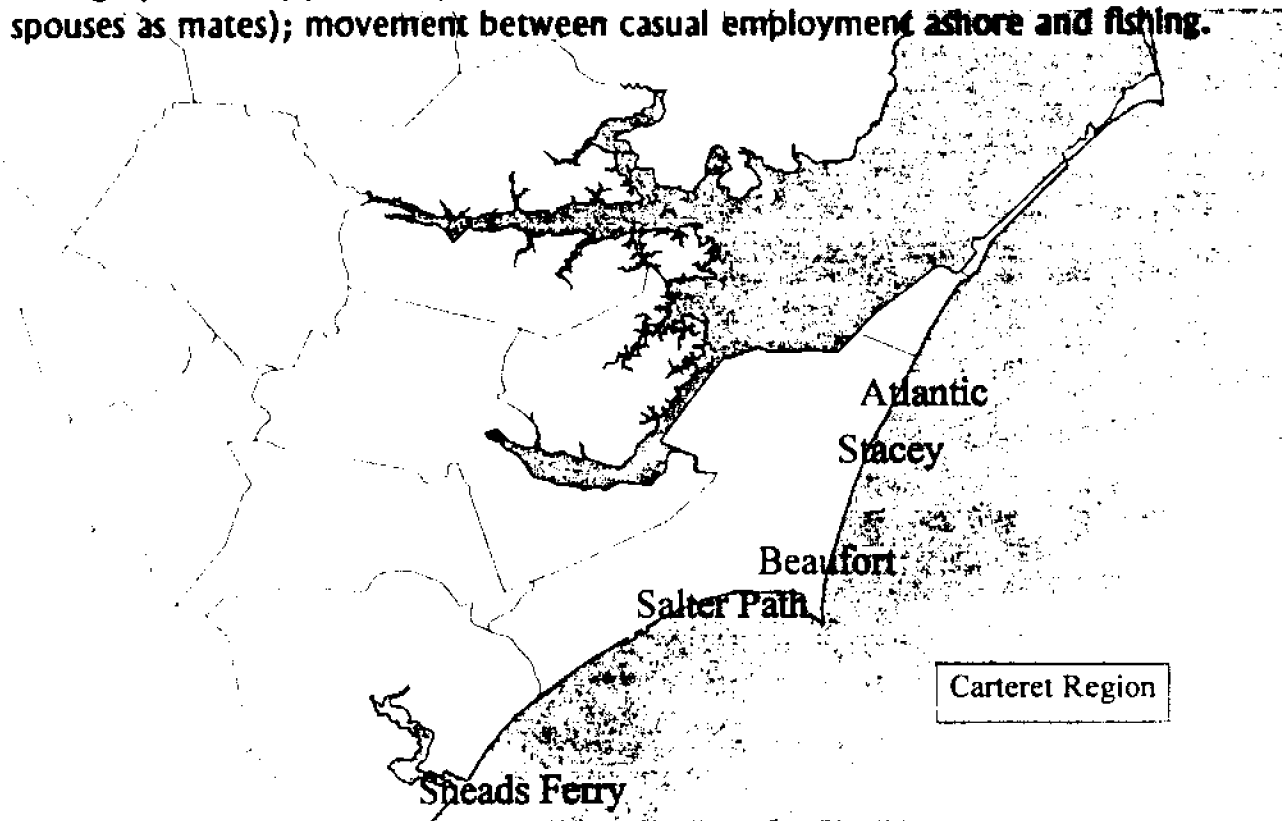 spouses as mates); movement between casual employment ashore and fishing.
Atlantic
Stacey
Beaufort
Salter Path
Carteret Region
Sneads Ferry